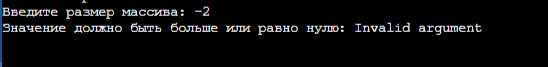 Введите размер массива: -2
Значение должно быть больше или равно нулю: Invalid argument